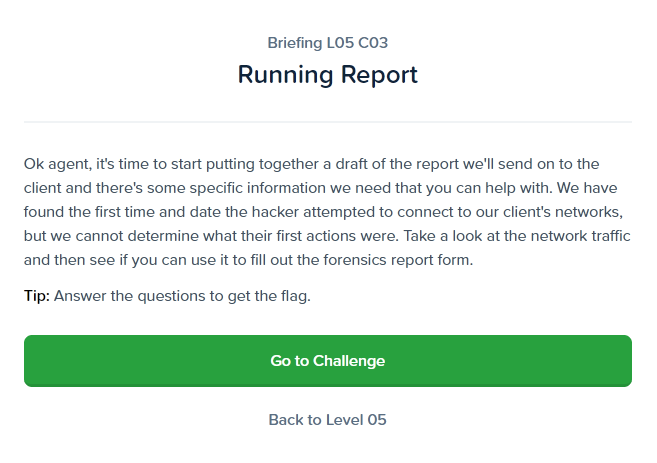 Briefing L05 C03
Running Report
Ok agent, it's time to start putting together a draft of the report we'll send on to the
client and there's some specific information we need that you can help with. We have
found the first time and date the hacker attempted to connect to our client's networks,
but we cannot determine what their first actions were. Take a look at the network traffic
and then see if you can use it to fill out the forensics report form.
Tip: Answer the questions to get the flag.
Go to Challenge
Back to Level 05